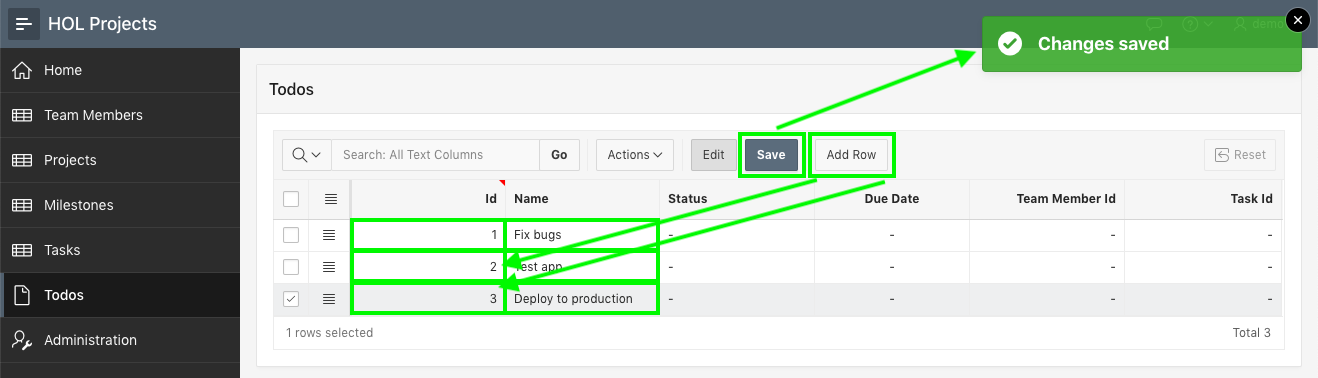 HOL Projects
demo
Changes saved
Home
Team Members
Projects
Milestones
Tasks
Todos
Administration
Todos
Search: All Text Columns Go Actions Edit Save Add Row Reset
Id Name Status Due Date Team Member Id Task Id
1 Fix bugs - - - -
2 Test app - - - -
3 Deploy to production - - - -
1 rows selected Total 3